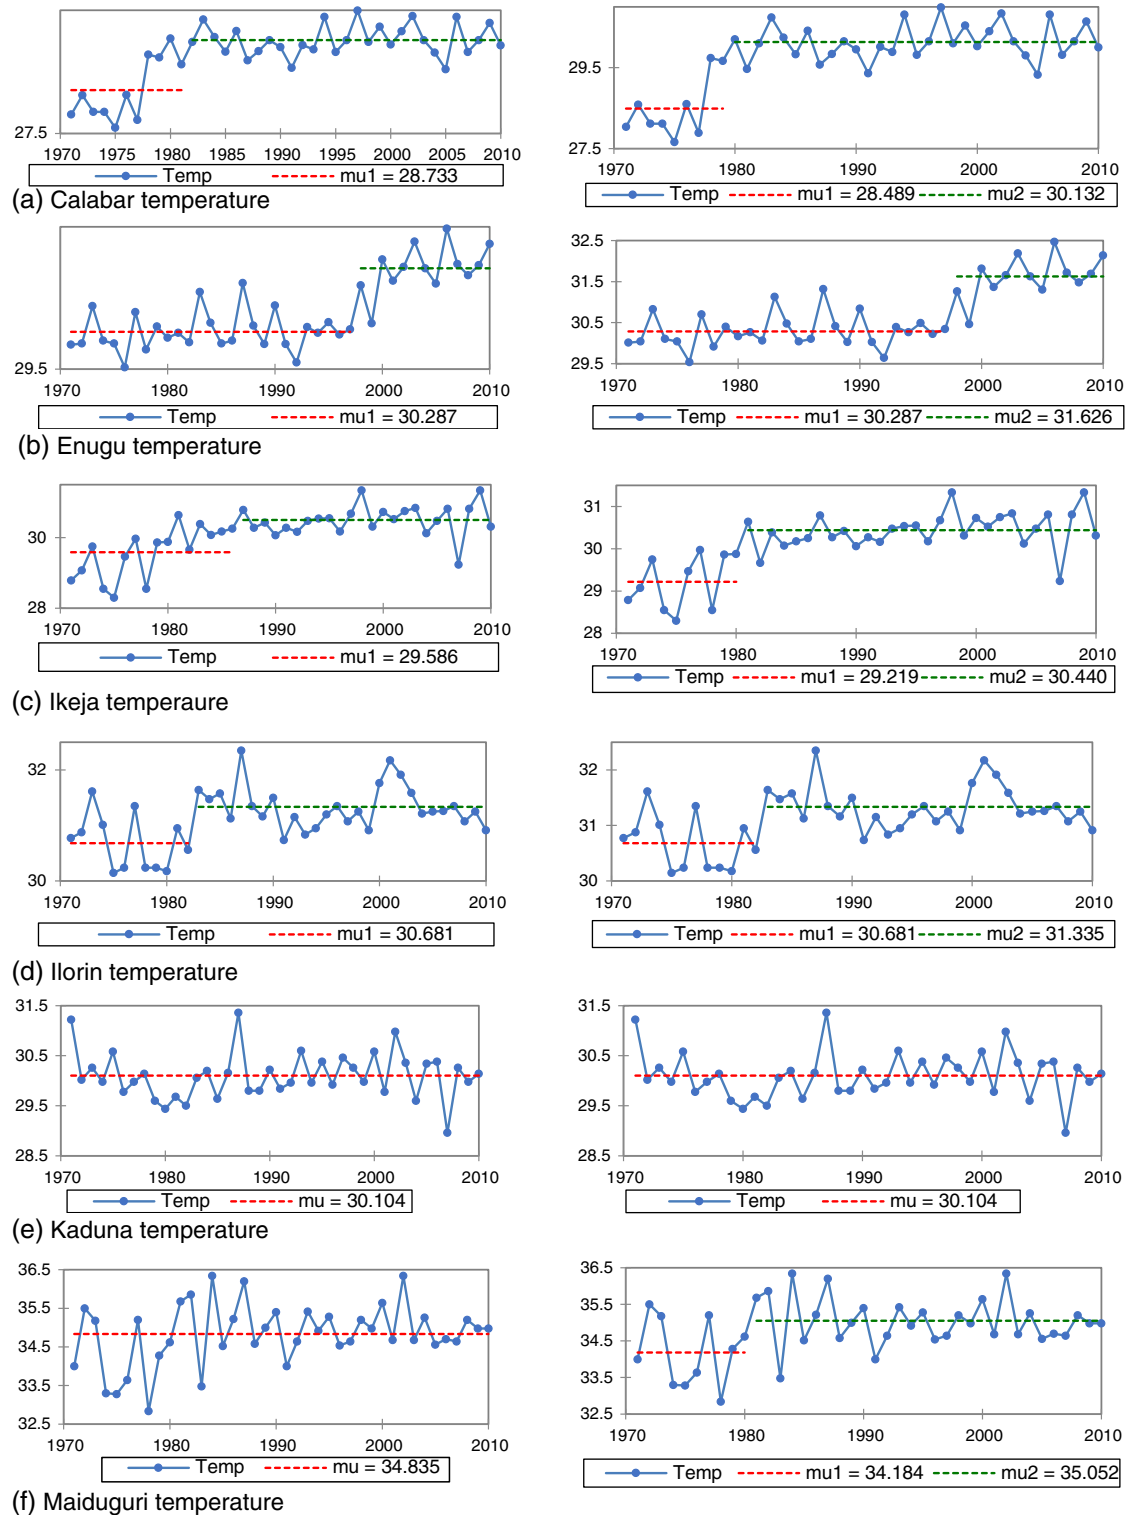 27.5
1970 1975 1982 1985 1992 1995 1997 2000 2005 2010
Temp mu1 = 28.733
29.5
27.5
1970 1980 1990 2000 2010
Temp mu1 = 28.489 mu2 = 30.132
(a) Calabar temperature
29.5
1970 1980 1990 2000 2010
Temp mu1 = 30.287
32.5
31.5
30.5
29.5
1970 1980 1990 2000 2010
Temp mu1 = 30.287 mu2 = 31.626
(b) Enugu temperature
30
28
1970 1982 1990 2000 2010
Temp mu1 = 29.586
31
30
29
28
1970 1980 1990 2000 2010
Temp mu1 = 29.219 mu2 = 30.440
(c) Ikeja temperaure
32
30
1970 1983 1990 2000 2010
Temp mu1 = 30.681
32
31
30
1970 1980 1990 2000 2010
Temp mu1 = 30.681 mu2 = 31.335
(d) Ilorin temperature
31.5
30.5
29.5
28.5
1970 1980 1990 2000 2010
Temp mu = 30.104
31.5
30.5
29.5
28.5
1970 1980 1990 2000 2010
Temp mu = 30.104
(e) Kaduna temperature
36.5
35.5
34.5
33.5
32.5
1970 1980 1990 2000 2010
Temp mu = 34.835
36.5
35.5
34.5
33.5
32.5
1970 1980 1990 2000 2010
Temp mu1 = 34.184 mu2 = 35.052
(f) Maiduguri temperature